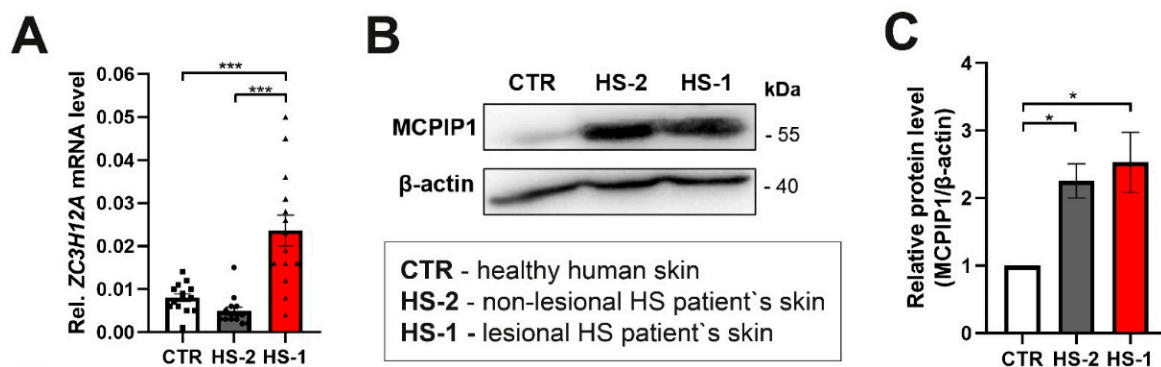 A
Rel. ZC3H12A mRNA level
0.06
0.05
0.04
0.03
0.02
0.01
0.00
***
***
CTR HS-2 HS-1
B
CTR HS-2 HS-1 kDa
MCPIP1 - 55
β-actin - 40
CTR - healthy human skin
HS-2 - non-lesional HS patient`s skin
HS-1 - lesional HS patient`s skin
C
Relative protein level
(MCPIP1/β-actin)
4
3
2
1
0
*
*
CTR HS-2 HS-1